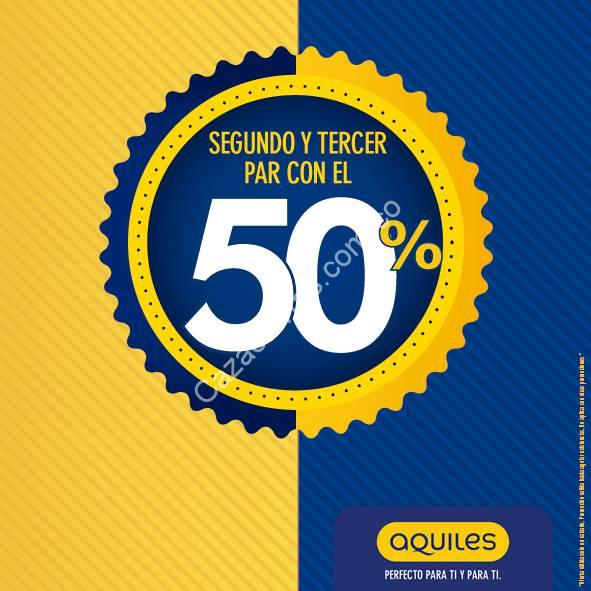 SEGUNDO Y TERCER
PAR CON EL
50%
aquiles
PERFECTO PARA TI Y PARA TI.